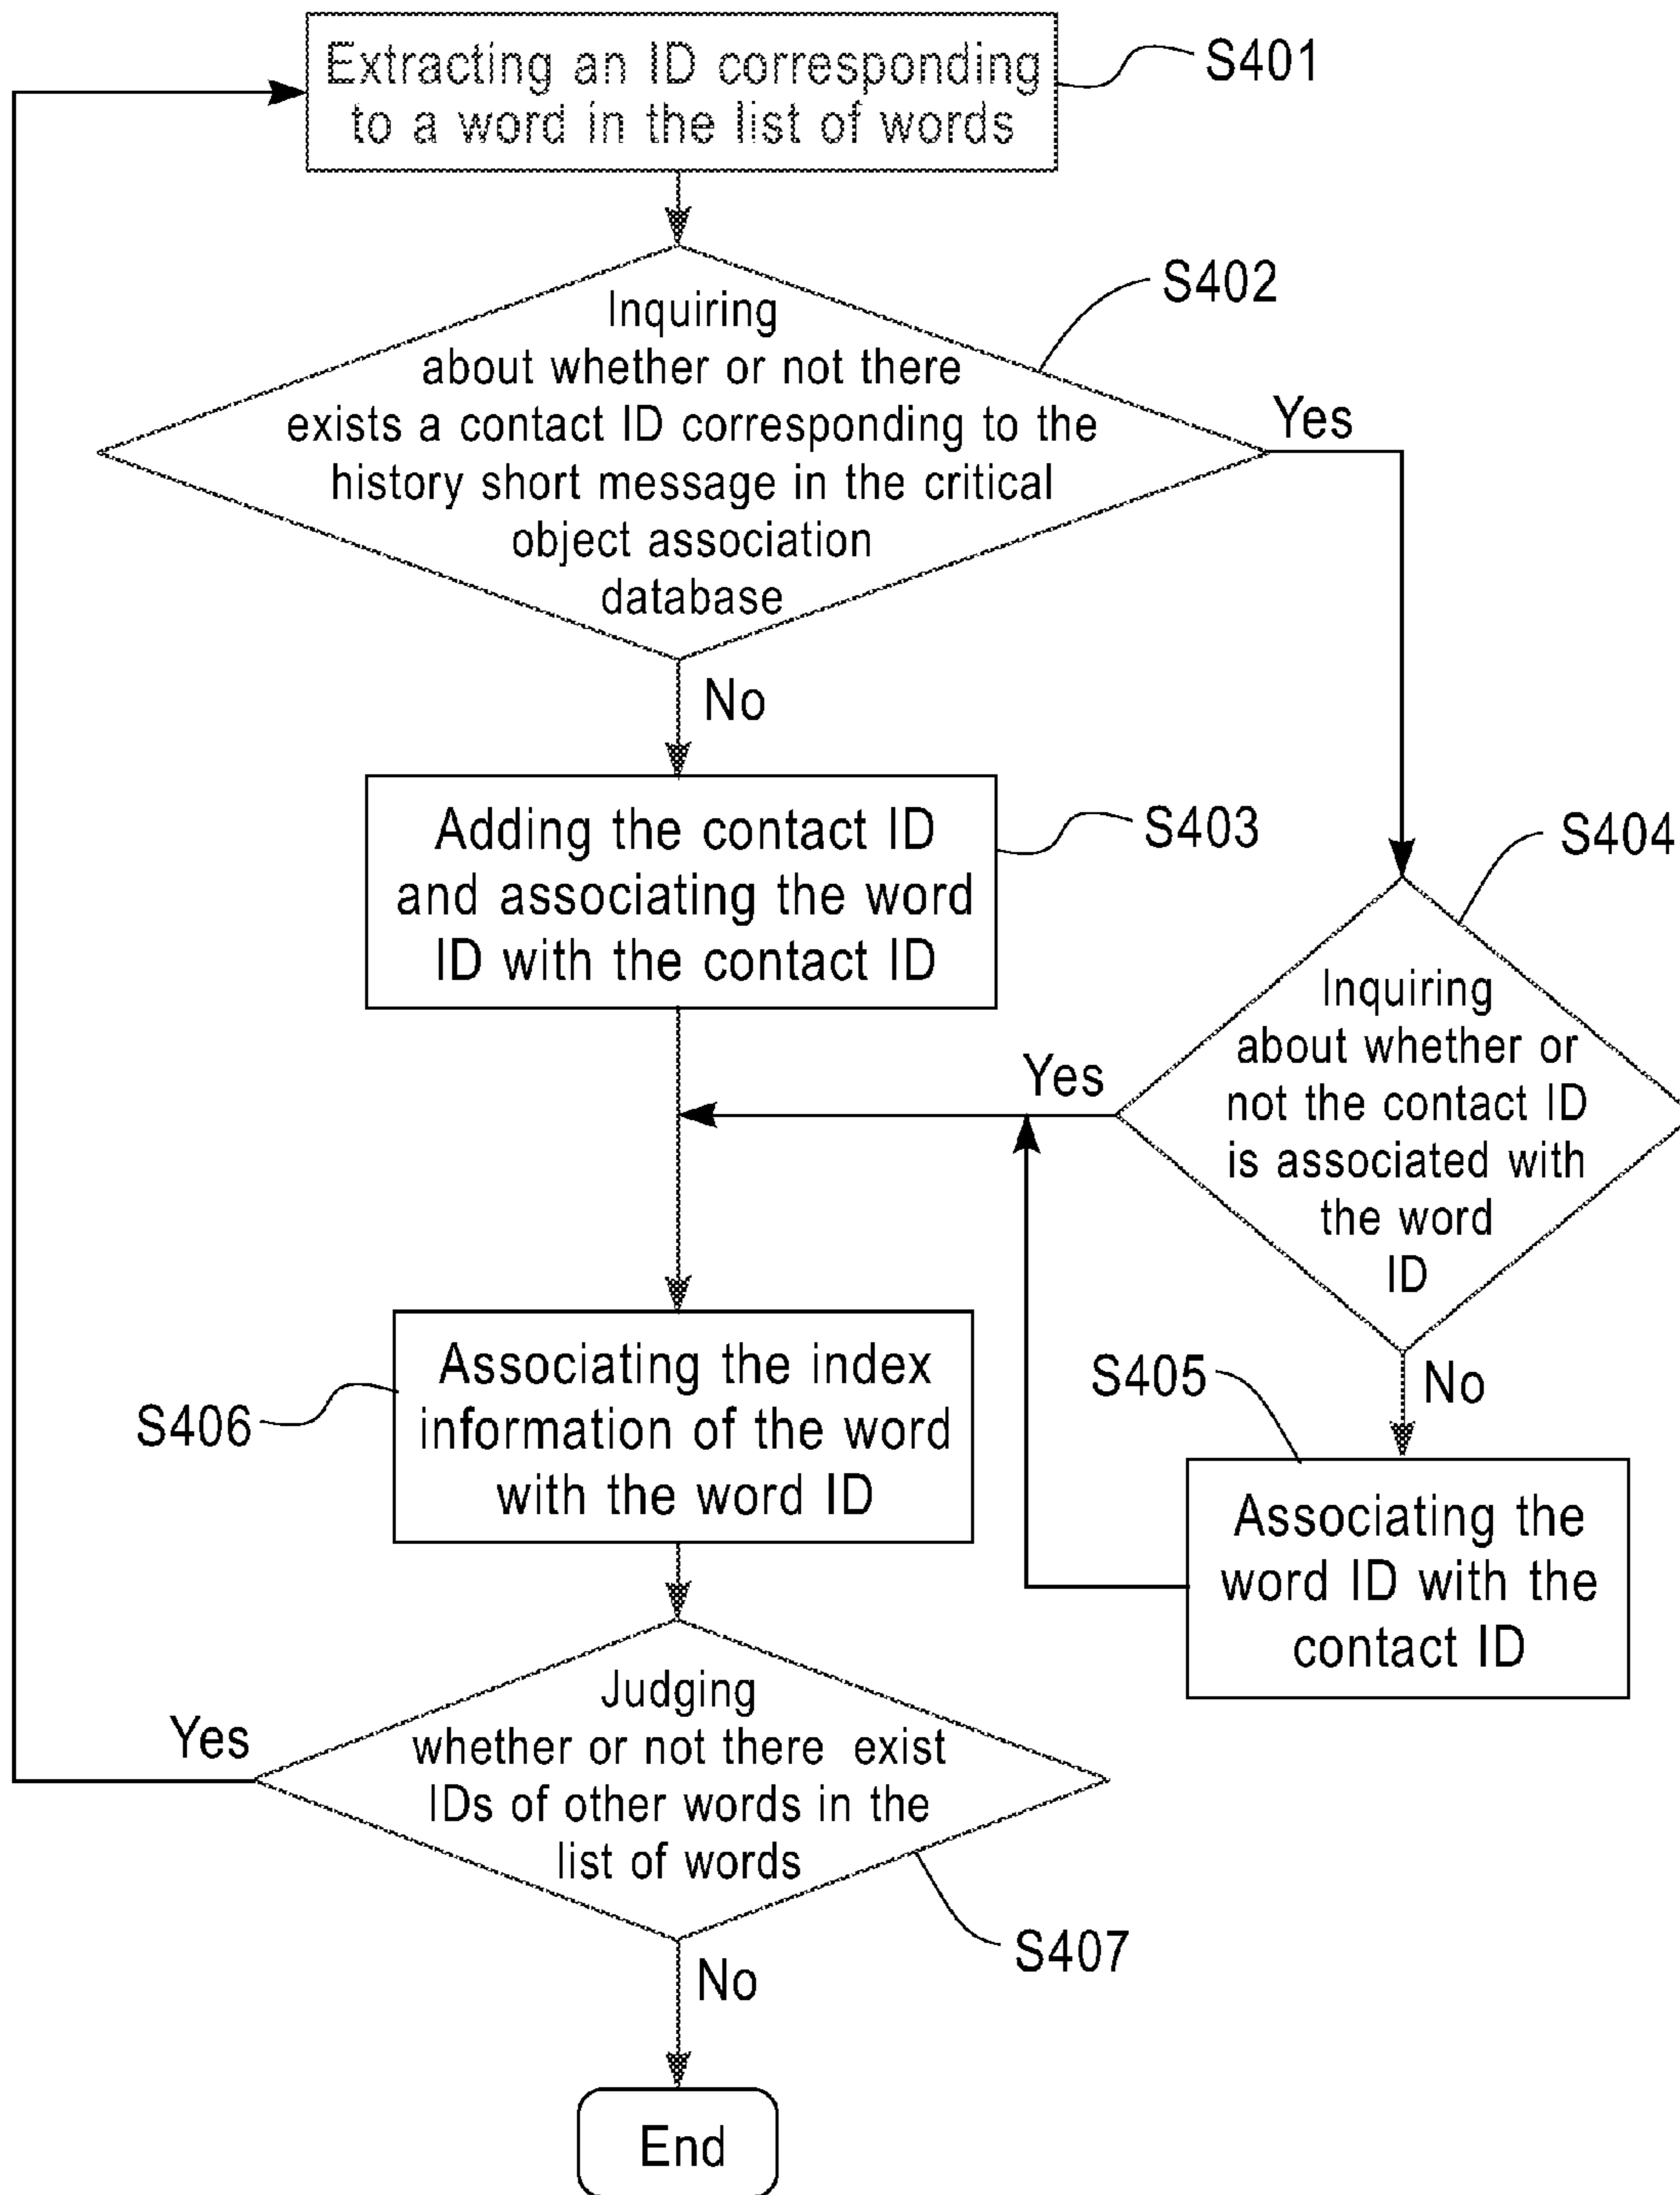 Extracting an ID corresponding
to a word in the list of words
S401
S402
Inquiring
about whether or not there
exists a contact ID corresponding to the
history short message in the critical
object association
database
Yes
No
Adding the contact ID
and associating the word
ID with the contact ID
S403
S404
Inquiring
about whether or
not the contact ID
is associated with
the word
ID
Yes
No
S405
Associating the
word ID with the
contact ID
S406
Associating the index
information of the word
with the word ID
Judging
whether or not there exist
IDs of other words in the
list of words
Yes
S407
No
End